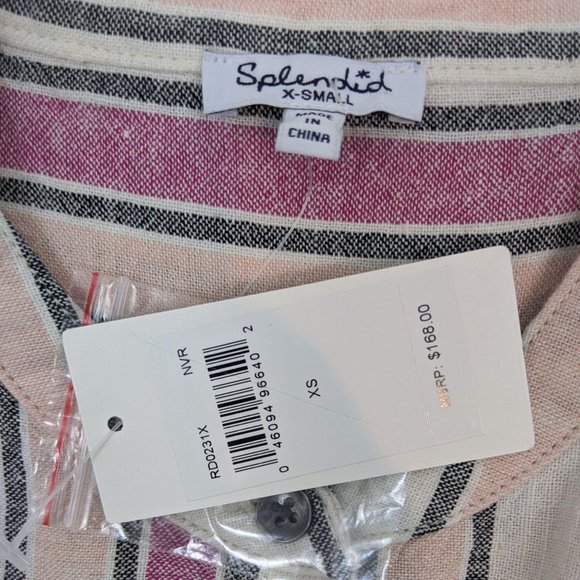 Splendid
X-SMALL
MADE
IN
CHINA
NVR
RD0231X
0 46094 96640 2
XS
MSRP: $168.00